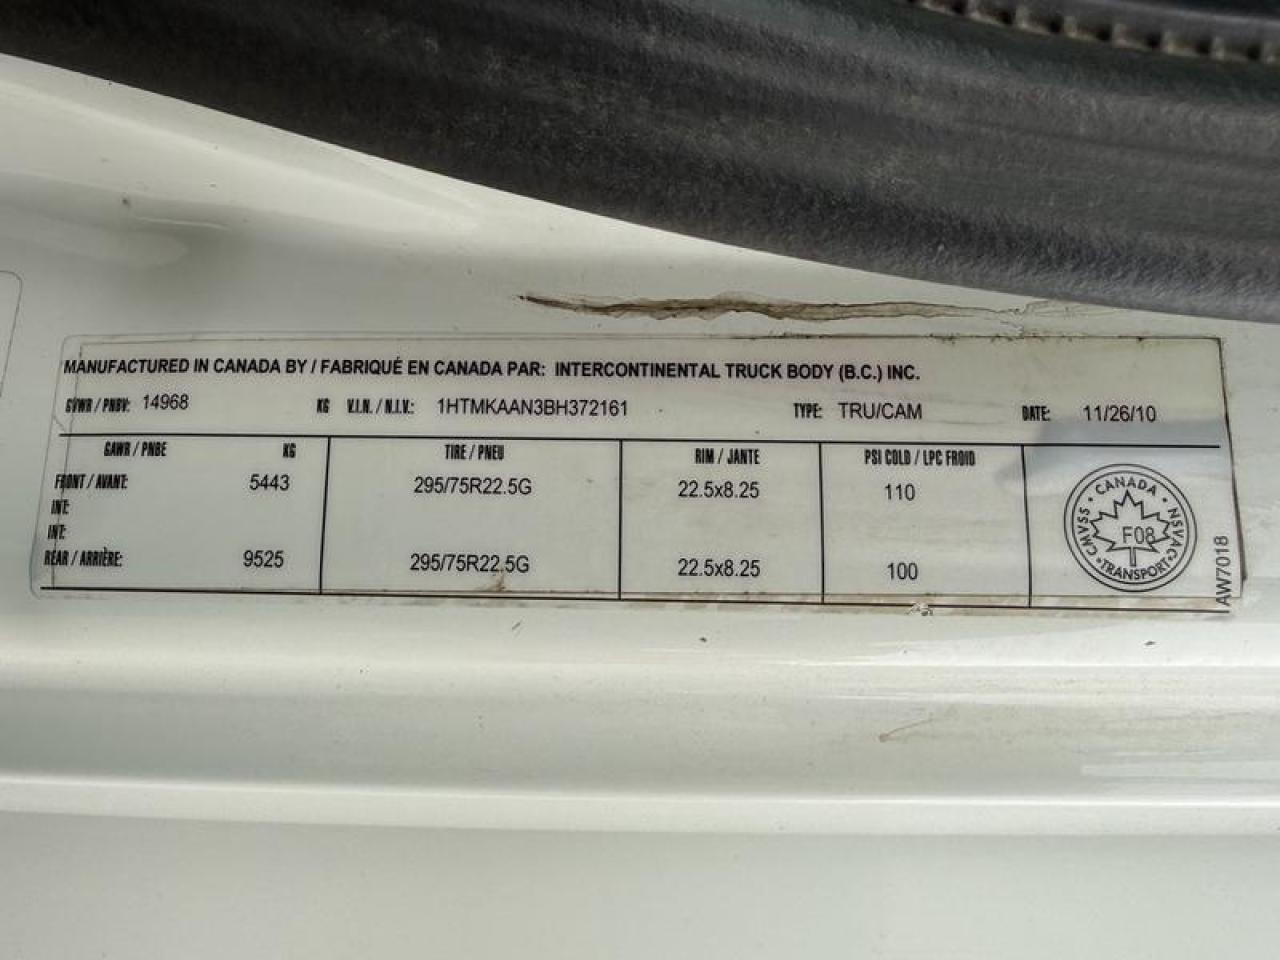 MANUFACTURED IN CANADA BY / FABRIQUÉ EN CANADA PAR: INTERCONTINENTAL TRUCK BODY (B.C.) INC.
GVWR / PNBV: 14968 KG V.I.N. / N.I.V.: 1HTMKAAN3BH372161 TYPE: TRU/CAM DATE: 11/26/10
GAWR / PNBE KG TIRE / PNEU RIM / JANTE PSI COLD / LPC FROID
FRONT / AVANT: 5443 295/75R22.5G 22.5x8.25 110
INT:
INT:
REAR / ARRIÈRE: 9525 295/75R22.5G 22.5x8.25 100
CANADA
CMVSS F08 NSVAC
TRANSPORT
AW7018